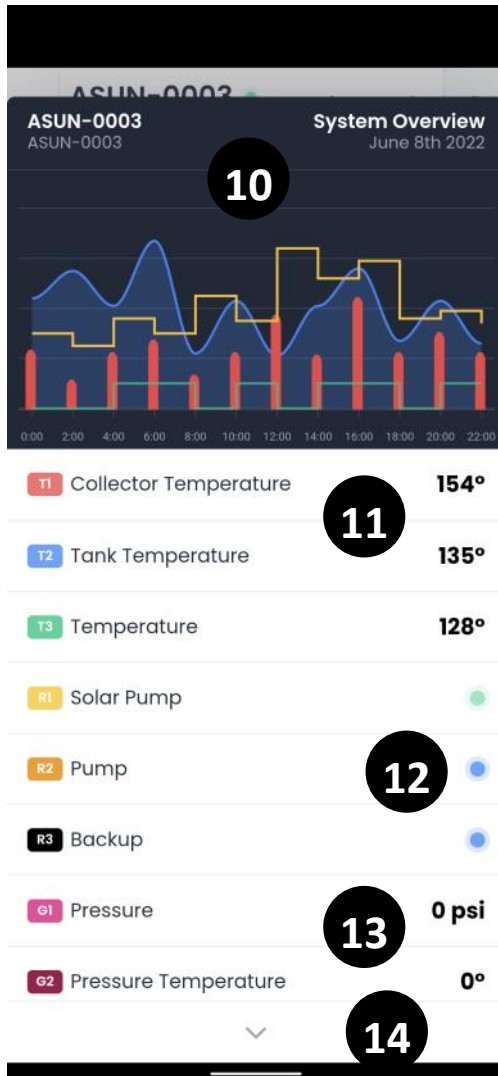 ASUN-0003
ASUN-0003 System Overview
ASUN-0003 June 8th 2022
10
0:00 2:00 4:00 6:00 8:00 10:00 12:00 14:00 16:00 18:00 20:00 22:00
T1 Collector Temperature 154°
11
T2 Tank Temperature 135°
T3 Temperature 128°
R1 Solar Pump
R2 Pump 12
R3 Backup
G1 Pressure 0 psi
13
G2 Pressure Temperature 0°
14